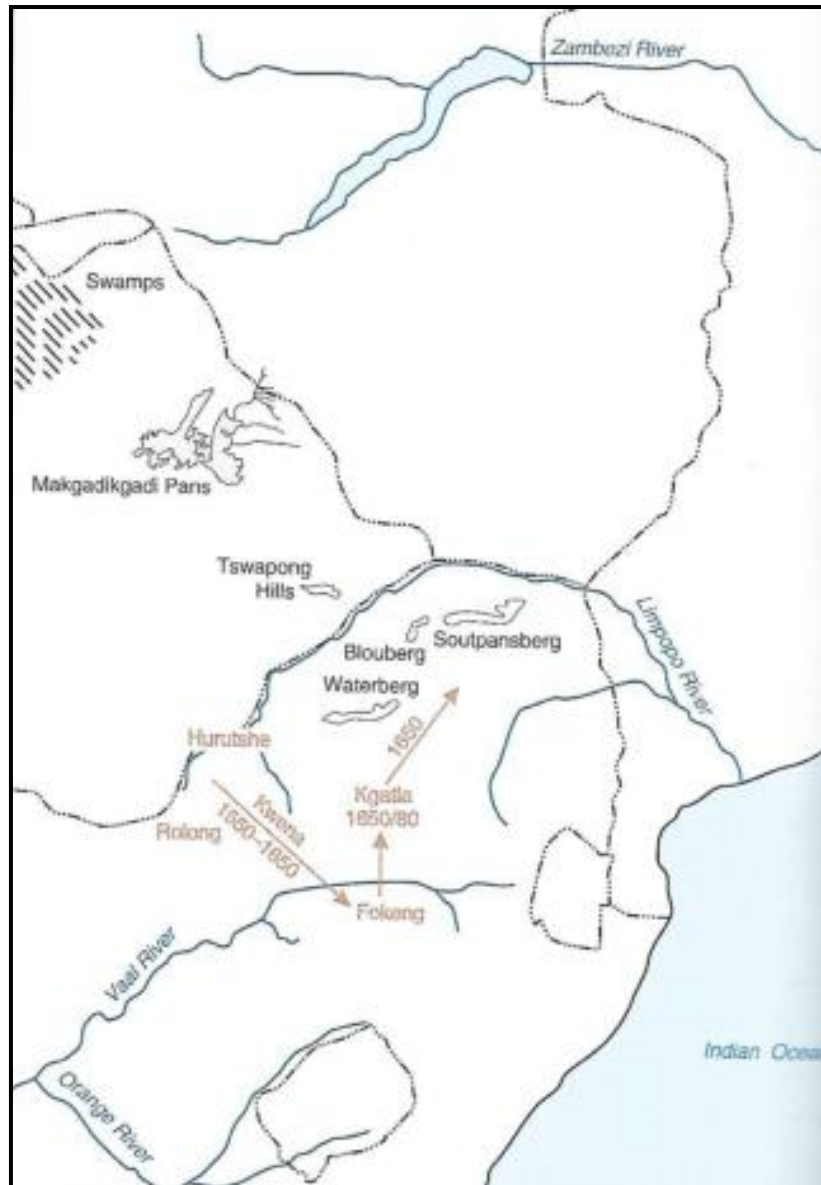 Zambezi River
Swamps
Makgadikgadi Pans
Tswapong
Hills
Blouberg
Soutpansberg
Waterberg
Limpopo River
Hurutshe
1650
Kwena
1550–1650
Rolong
Kgatla
1650/80
Fokeng
Vaal River
Orange River
Indian Ocea